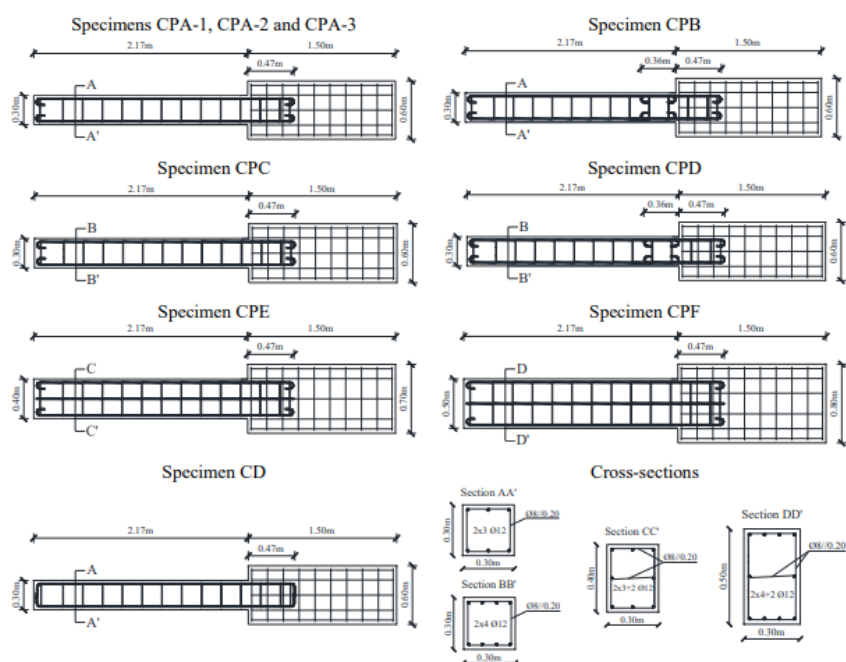 Specimens CPA-1, CPA-2 and CPA-3
2.17m
1.50m
0.47m
A
A'
0.30m
0.60m
Specimen CPB
2.17m
1.50m
0.36m
0.47m
A
A'
0.30m
0.60m
Specimen CPC
2.17m
1.50m
0.47m
B
B'
0.30m
0.60m
Specimen CPD
2.17m
1.50m
0.36m
0.47m
B
B'
0.30m
0.60m
Specimen CPE
2.17m
1.50m
0.47m
C
C'
0.40m
0.70m
Specimen CPF
2.17m
1.50m
0.47m
D
D'
0.50m
0.80m
Specimen CD
2.17m
1.50m
0.47m
A
A'
0.30m
0.60m
Cross-sections
Section AA'
0.30m
2x3 Ø12
Ø8//0.20
0.30m
Section BB'
0.30m
2x4 Ø12
Ø8//0.20
0.30m
Section CC'
0.40m
Ø8//0.20
2x3+2 Ø12
0.30m
Section DD'
0.50m
Ø8//0.20
2x4+2 Ø12
0.30m